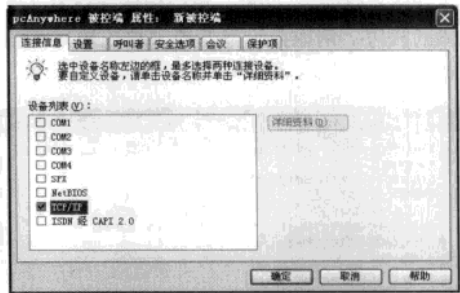 pcAnywhere 被控端 属性： 新被控端
连接信息 设置 呼叫者 安全选项 会议 保护项
选中设备名称左边的框，最多选择两种连接设备。
要自定义设备，请单击设备名称并单击“详细资料”。
设备列表(V)：
COM1
详细资料(D)...
COM2
COM3
COM4
SPX
NetBIOS
TCP/IP
ISDN 经 CAPI 2.0
确定 取消 帮助